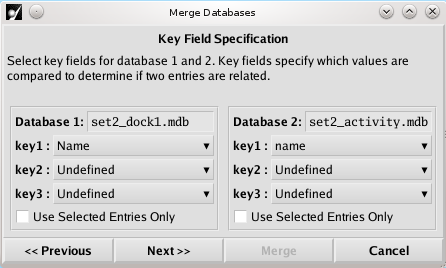 Merge Databases
Key Field Specification
Select key fields for database 1 and 2. Key fields specify which values are
compared to determine if two entries are related.
Database 1: set2_dock1.mdb
key1 : Name
key2 : Undefined
key3 : Undefined
Use Selected Entries Only
Database 2: set2_activity.mdb
key1 : name
key2 : Undefined
key3 : Undefined
Use Selected Entries Only
<< Previous
Next >>
Merge
Cancel